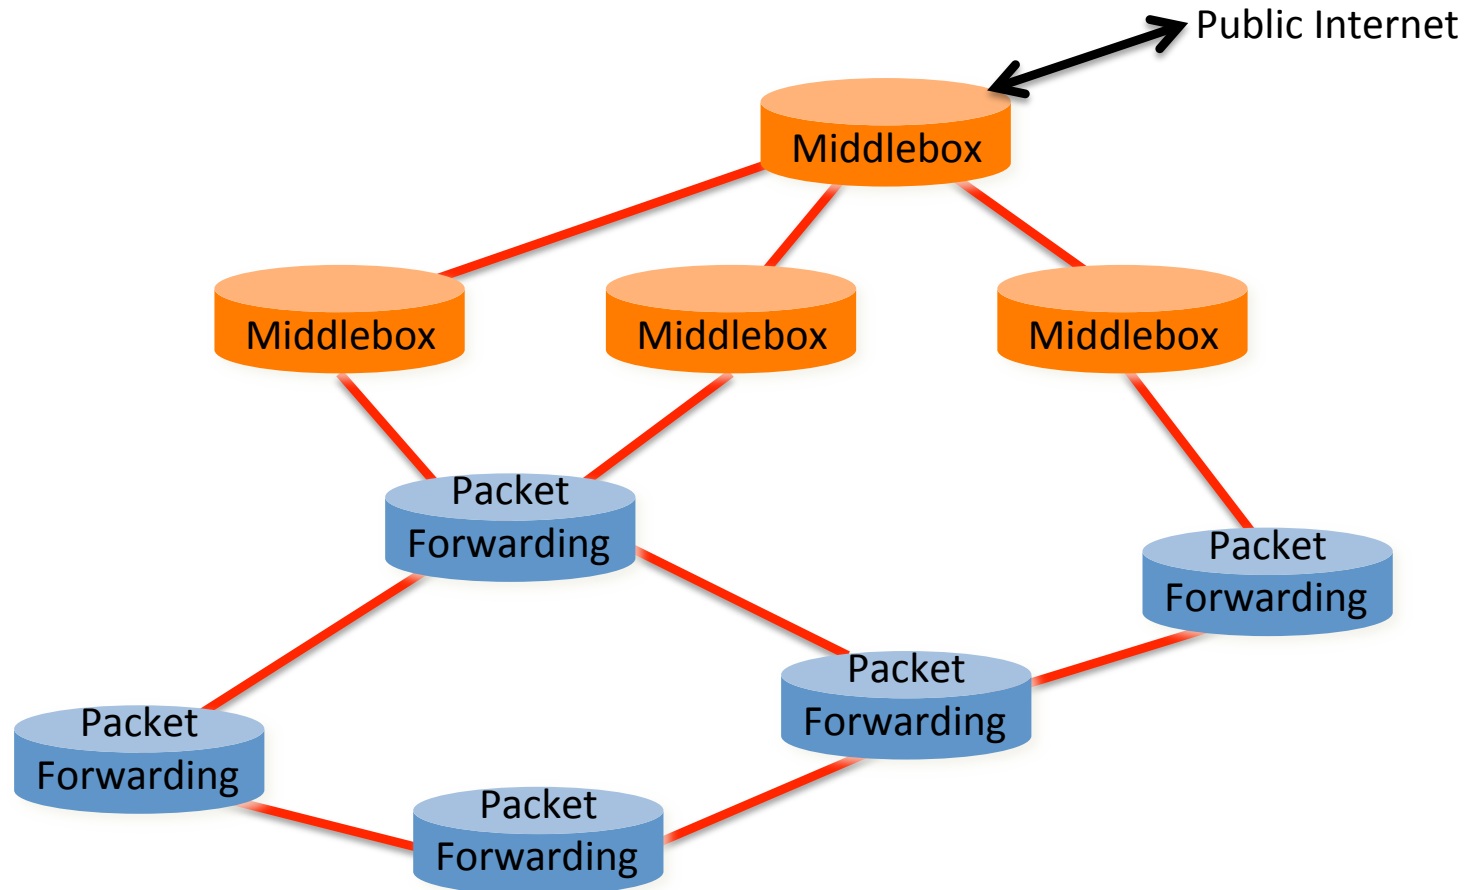 Public Internet
Middlebox
Middlebox
Middlebox
Middlebox
Packet
Forwarding
Packet
Forwarding
Packet
Forwarding
Packet
Forwarding
Packet
Forwarding